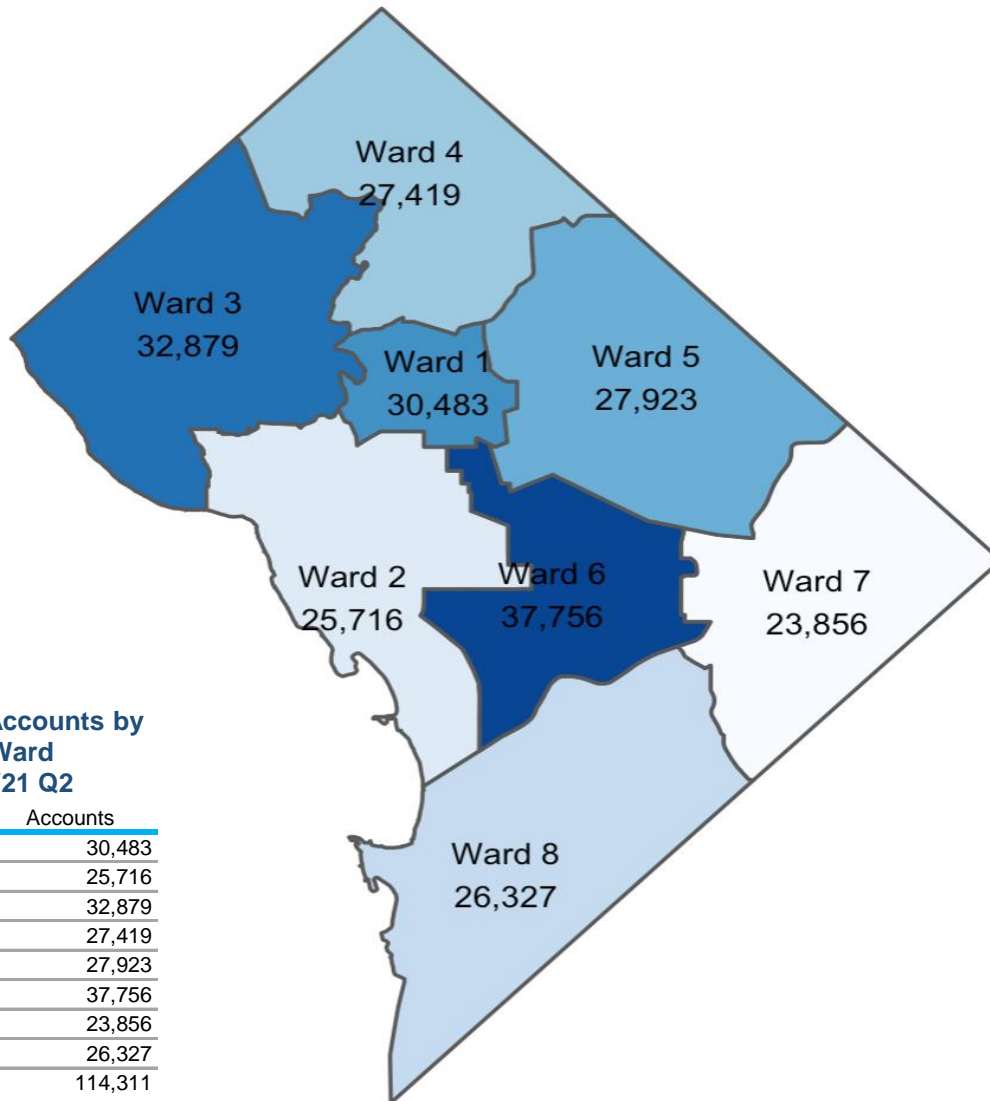 Ward 4
27,419
Ward 3
32,879
Ward 1
30,483
Ward 5
27,923
Ward 2
25,716
Ward 6
37,756
Ward 7
23,856
Ward 8
26,327
Accounts by
Ward
21 Q2
Accounts
30,483
25,716
32,879
27,419
27,923
37,756
23,856
26,327
114,311